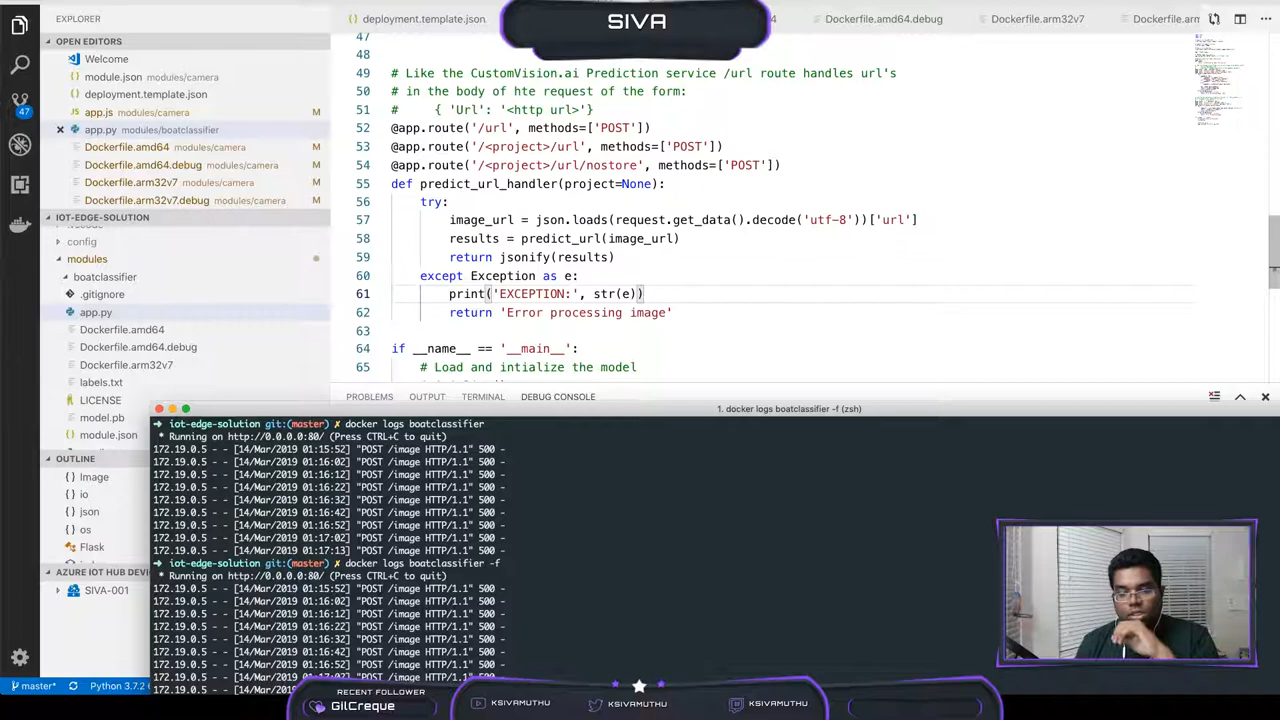 SIVA
EXPLORER
OPEN EDITORS
Welcome
module.json modules/camera
deployment.template.json
app.js modules/camera M
app.py modules/boatclassifier
Dockerfile.amd64 modules/camera M
Dockerfile.amd64.debug modules/camera M
Dockerfile.arm32v7 modules/camera M
Dockerfile.arm32v7.debug modules/camera M
47
IOT-EDGE-SOLUTION
config
modules
boatclassifier
.gitignore
app.py
Dockerfile.amd64
Dockerfile.amd64.debug
Dockerfile.arm32v7
labels.txt
LICENSE
model.pb
module.json
OUTLINE
Image
io
json
os
Flask
AZURE IOT HUB DEVI
SIVA-001
master*
Python 3.7.2
deployment.template.json
Dockerfile.amd64.debug
Dockerfile.arm32v7
Dockerfile.arm
47
48
49 # Like the CustomVision.ai Prediction service /url route handles url's
50 # in the body of hte request of the form:
51 #     { 'Url': '<http url>'}
52 @app.route('/url', methods=['POST'])
53 @app.route('/<project>/url', methods=['POST'])
54 @app.route('/<project>/url/nostore', methods=['POST'])
55 def predict_url_handler(project=None):
56     try:
57         image_url = json.loads(request.get_data().decode('utf-8'))['url']
58         results = predict_url(image_url)
59         return jsonify(results)
60     except Exception as e:
61         print('EXCEPTION:', str(e))
62         return 'Error processing image'
63
64 if __name__ == '__main__':
65     # Load and intialize the model
PROBLEMS OUTPUT TERMINAL DEBUG CONSOLE
1. docker logs boatclassifier -f (zsh)
➜ iot-edge-solution git:(master) ✗ docker logs boatclassifier
* Running on http://0.0.0.0:80/ (Press CTRL+C to quit)
172.19.0.5 - - [14/Mar/2019 01:15:52] "POST /image HTTP/1.1" 500 -
172.19.0.5 - - [14/Mar/2019 01:16:02] "POST /image HTTP/1.1" 500 -
172.19.0.5 - - [14/Mar/2019 01:16:12] "POST /image HTTP/1.1" 500 -
172.19.0.5 - - [14/Mar/2019 01:16:22] "POST /image HTTP/1.1" 500 -
172.19.0.5 - - [14/Mar/2019 01:16:32] "POST /image HTTP/1.1" 500 -
172.19.0.5 - - [14/Mar/2019 01:16:42] "POST /image HTTP/1.1" 500 -
172.19.0.5 - - [14/Mar/2019 01:16:52] "POST /image HTTP/1.1" 500 -
172.19.0.5 - - [14/Mar/2019 01:17:02] "POST /image HTTP/1.1" 500 -
172.19.0.5 - - [14/Mar/2019 01:17:13] "POST /image HTTP/1.1" 500 -
➜ iot-edge-solution git:(master) ✗ docker logs boatclassifier -f
* Running on http://0.0.0.0:80/ (Press CTRL+C to quit)
172.19.0.5 - - [14/Mar/2019 01:15:52] "POST /image HTTP/1.1" 500 -
172.19.0.5 - - [14/Mar/2019 01:16:02] "POST /image HTTP/1.1" 500 -
172.19.0.5 - - [14/Mar/2019 01:16:12] "POST /image HTTP/1.1" 500 -
172.19.0.5 - - [14/Mar/2019 01:16:22] "POST /image HTTP/1.1" 500 -
172.19.0.5 - - [14/Mar/2019 01:16:32] "POST /image HTTP/1.1" 500 -
172.19.0.5 - - [14/Mar/2019 01:16:42] "POST /image HTTP/1.1" 500 -
172.19.0.5 - - [14/Mar/2019 01:16:52] "POST /image HTTP/1.1" 500 -
RECENT FOLLOWER
GilCreque
KSIVAMUTHU
KSIVAMUTHU
KSIVAMUTHU